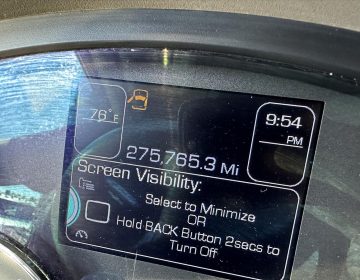 76°F
9:54
PM
275,765.3 Mi
Screen Visibility:
Select to Minimize
OR
Hold BACK Button 2secs to
Turn Off